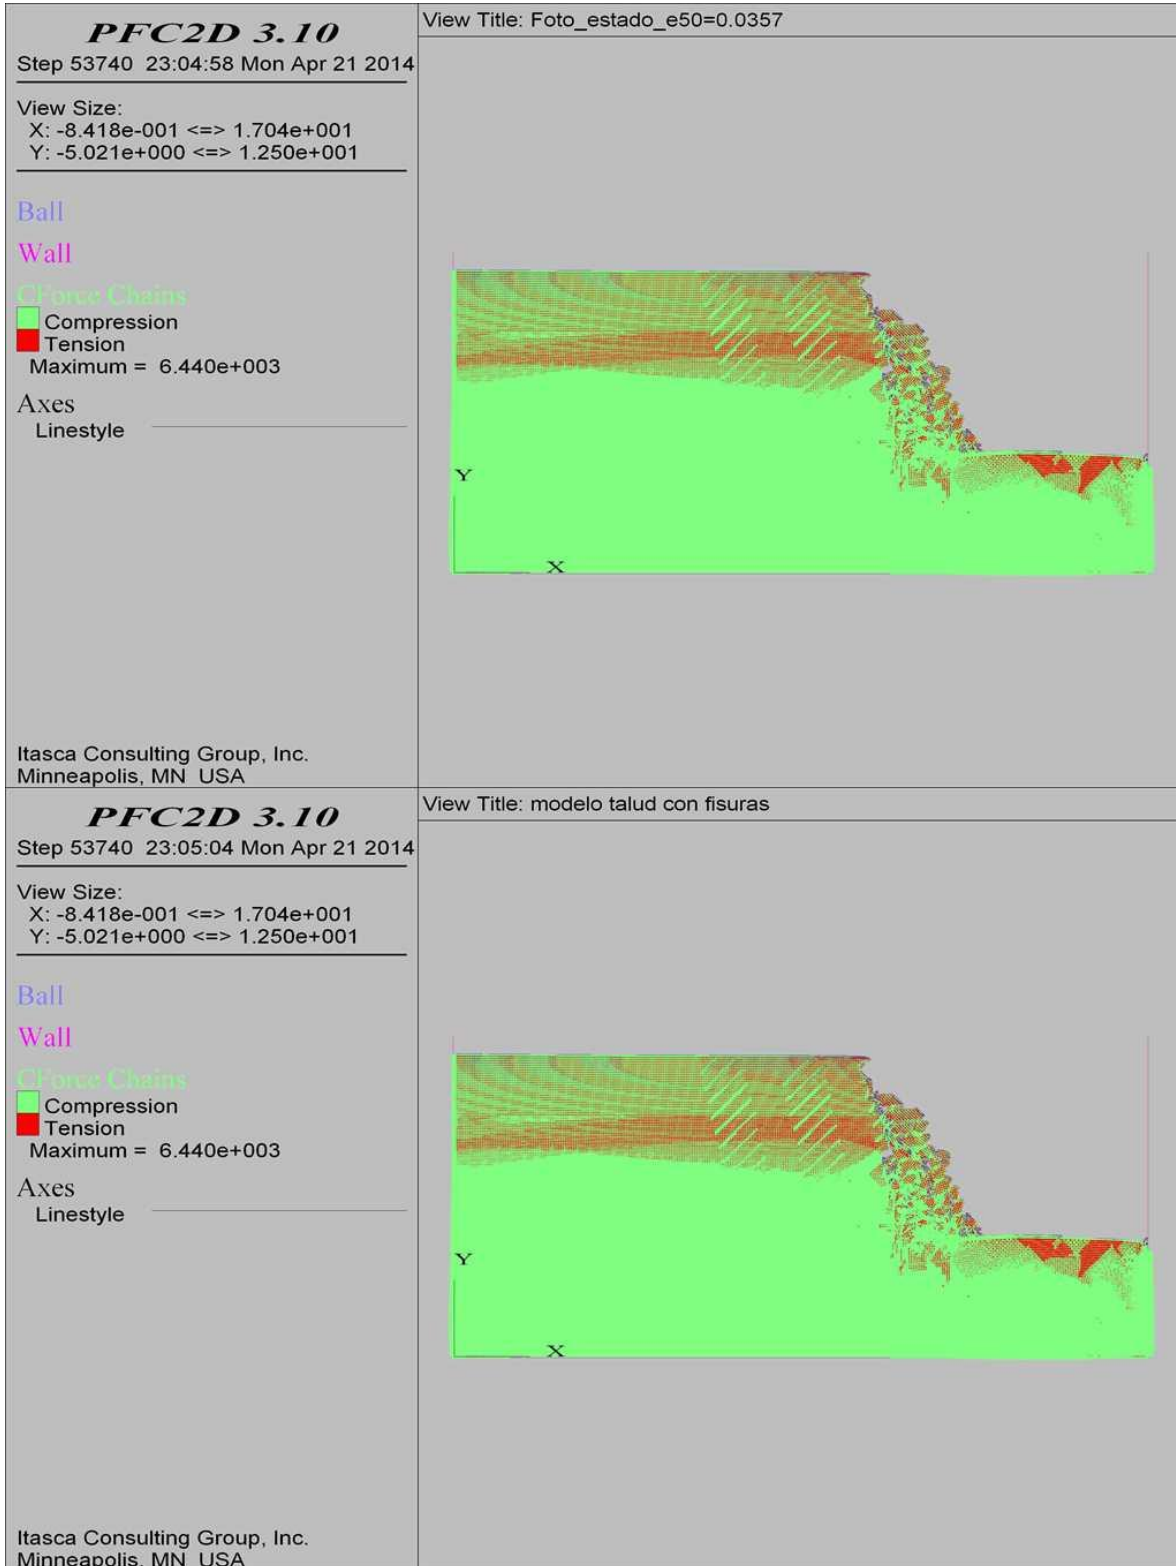 PFC2D 3.10
Step 53740 23:04:58 Mon Apr 21 2014
View Size:
X: -8.418e-001 <=> 1.704e+001
Y: -5.021e+000 <=> 1.250e+001
Ball
Wall
CForce Chains
Compression
Tension
Maximum = 6.440e+003
Axes
Linestyle
Itasca Consulting Group, Inc.
Minneapolis, MN USA
View Title: Foto_estado_e50=0.0357
Y
X
PFC2D 3.10
Step 53740 23:05:04 Mon Apr 21 2014
View Size:
X: -8.418e-001 <=> 1.704e+001
Y: -5.021e+000 <=> 1.250e+001
Ball
Wall
CForce Chains
Compression
Tension
Maximum = 6.440e+003
Axes
Linestyle
Itasca Consulting Group, Inc.
Minneapolis, MN USA
View Title: modelo talud con fisuras
Y
X